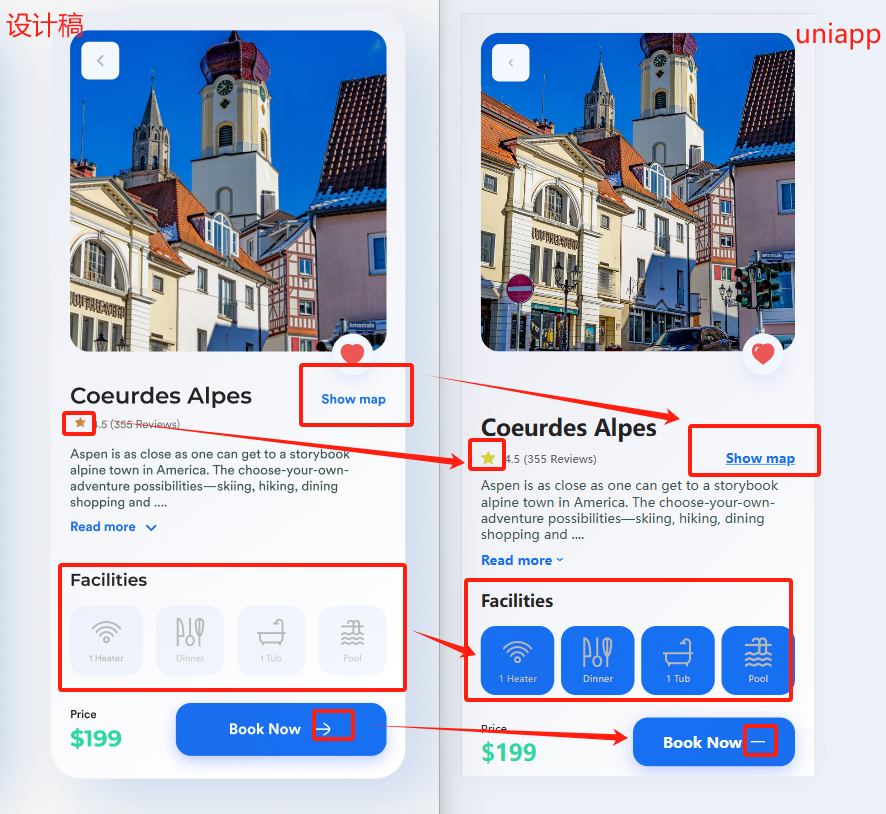 设计稿
Coeurdes Alpes
Show map
4.5 (355 Reviews)
Aspen is as close as one can get to a storybook
alpine town in America. The choose-your-own-
adventure possibilities—skiing, hiking, dining
shopping and ....
Read more
Facilities
1 Heater
Dinner
1 Tub
Pool
Price
$199
Book Now
uniapp
Coeurdes Alpes
4.5 (355 Reviews)
Show map
Aspen is as close as one can get to a storybook
alpine town in America. The choose-your-own-
adventure possibilities—skiing, hiking, dining
shopping and ....
Read more
Facilities
1 Heater
Dinner
1 Tub
Pool
Price
$199
Book Now